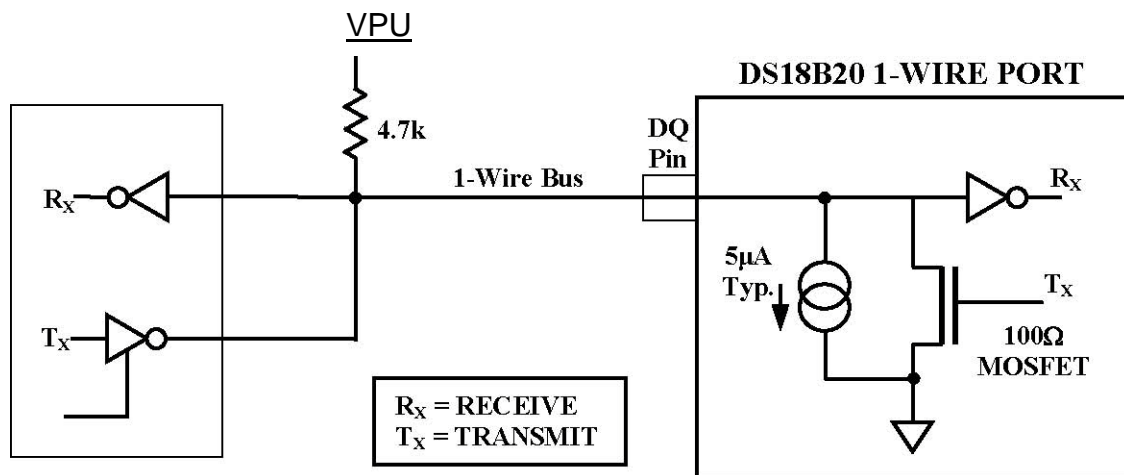 VPU
DS18B20 1-WIRE PORT
4.7k
DQ
Pin
1-Wire Bus
RX
RX
5µA
Typ.
TX
TX
100Ω
MOSFET
RX = RECEIVE
TX = TRANSMIT